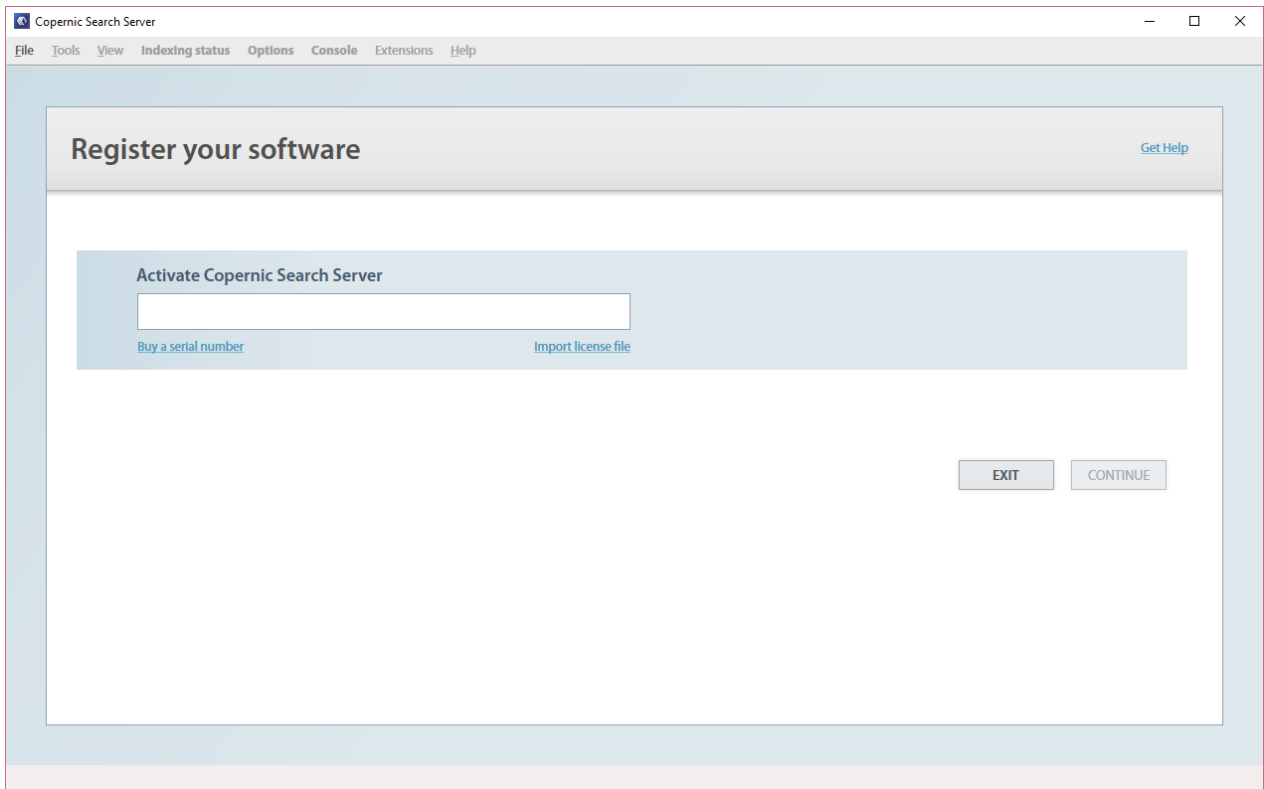 Copernic Search Server
File Tools View Indexing status Options Console Extensions Help
Register your software
Get Help
Activate Copernic Search Server
Buy a serial number Import license file
EXIT CONTINUE